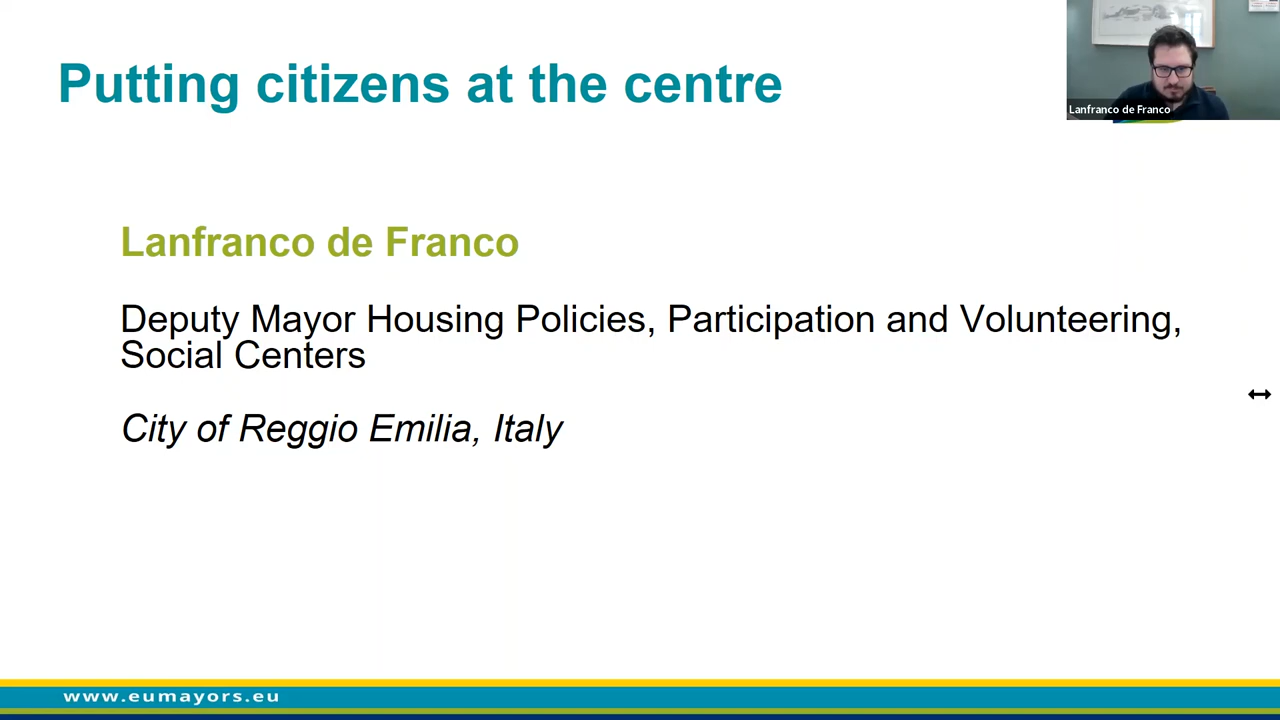 Putting citizens at the centre
Lanfranco de Franco
Lanfranco de Franco
Deputy Mayor Housing Policies, Participation and Volunteering,
Social Centers
City of Reggio Emilia, Italy
www.eumayors.eu